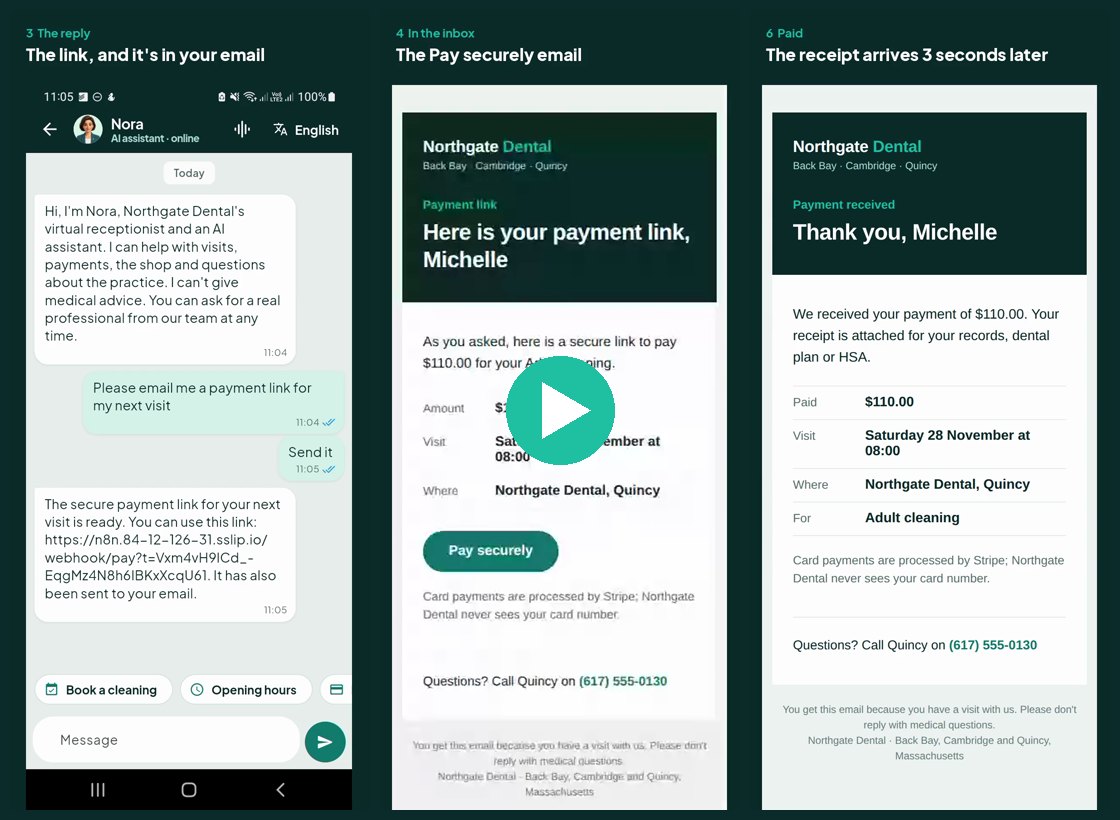 3 The reply
The link, and it's in your email
11:05
100%
Nora
AI assistant · online
English
Today
Hi, I'm Nora, Northgate Dental's
virtual receptionist and an AI
assistant. I can help with visits,
payments, the shop and questions
about the practice. I can't give
medical advice. You can ask for a real
professional from our team at any
time.
11:04
Please email me a payment link for
my next visit
11:04
Send it
11:05
The secure payment link for your next
visit is ready. You can use this link:
https://n8n.84-12-126-31.sslip.io/
webhook/pay?t=Vxm4vH9ICd_-
EqgMz4N8h6IBKxXcqU61. It has also
been sent to your email.
11:05
Book a cleaning
Opening hours
Message
4 In the inbox
The Pay securely email
Northgate Dental
Back Bay · Cambridge · Quincy
Payment link
Here is your payment link,
Michelle
As you asked, here is a secure link to pay
$110.00 for your
Amount
Visit
08:00
Where Northgate Dental, Quincy
Pay securely
Card payments are processed by Stripe; Northgate
Dental never sees your card number.
Questions? Call Quincy on (617) 555-0130
You get this email because you have a visit with us. Please don't
reply with medical questions.
Northgate Dental · Back Bay, Cambridge and Quincy,
Massachusetts
6 Paid
The receipt arrives 3 seconds later
Northgate Dental
Back Bay · Cambridge · Quincy
Payment received
Thank you, Michelle
We received your payment of $110.00. Your
receipt is attached for your records, dental
plan or HSA.
Paid $110.00
Visit Saturday 28 November at
08:00
Where Northgate Dental, Quincy
For Adult cleaning
Card payments are processed by Stripe; Northgate
Dental never sees your card number.
Questions? Call Quincy on (617) 555-0130
You get this email because you have a visit with us. Please don't
reply with medical questions.
Northgate Dental · Back Bay, Cambridge and Quincy,
Massachusetts